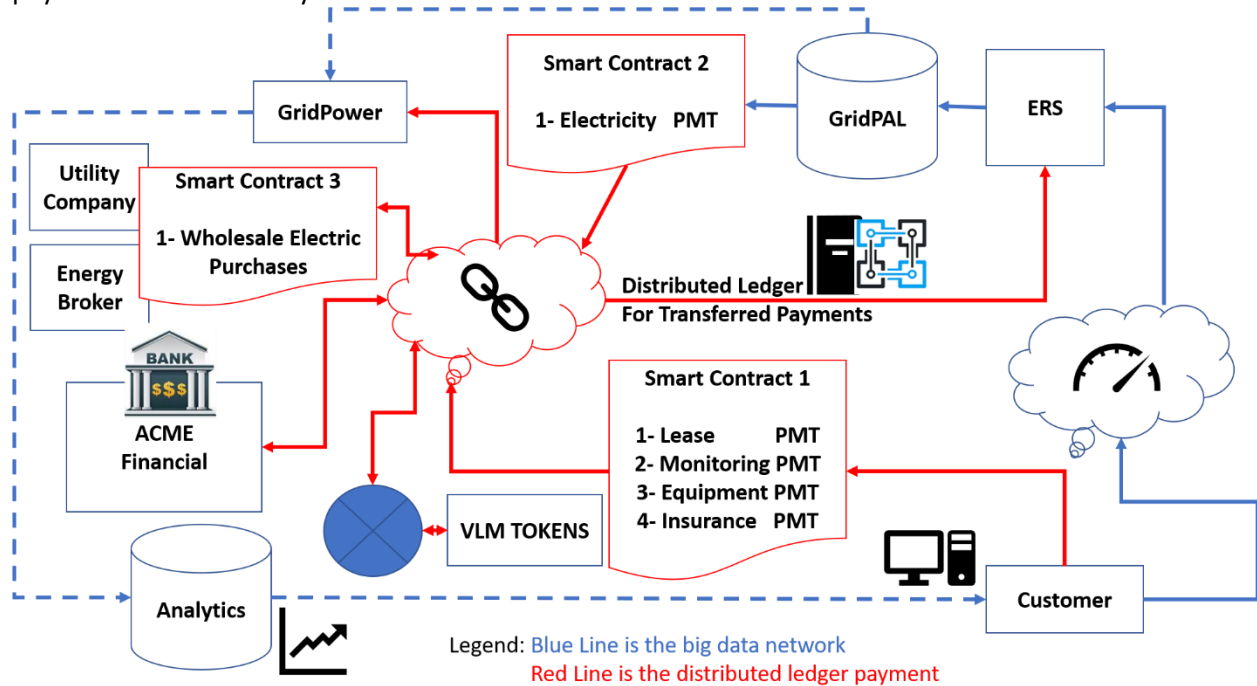 Smart Contract 2
1- Electricity PMT
GridPower
GridPAL
ERS
Utility
Company
Smart Contract 3
1- Wholesale Electric
Purchases
Energy
Broker
Distributed Ledger
For Transferred Payments
BANK
$$$
ACME
Financial
Smart Contract 1
1- Lease PMT
2- Monitoring PMT
3- Equipment PMT
4- Insurance PMT
VLM TOKENS
Analytics
Customer
Legend: Blue Line is the big data network
Red Line is the distributed ledger payment